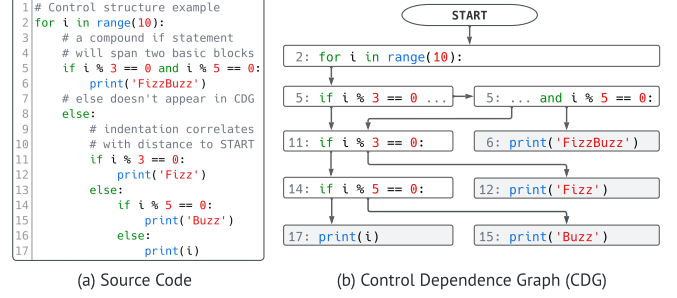 1 # Control structure example
2 for i in range(10):
3 # a compound if statement
4 # will span two basic blocks
5 if i % 3 == 0 and i % 5 == 0:
6 print('FizzBuzz')
7 # else doesn't appear in CDG
8 else:
9 # indentation correlates
10 # with distance to START
11 if i % 3 == 0:
12 print('Fizz')
13 else:
14 if i % 5 == 0:
15 print('Buzz')
16 else:
17 print(i)
(a) Source Code
START
2: for i in range(10):
5: if i % 3 == 0 ...
5: ... and i % 5 == 0:
11: if i % 3 == 0:
6: print('FizzBuzz')
14: if i % 5 == 0:
12: print('Fizz')
17: print(i)
15: print('Buzz')
(b) Control Dependence Graph (CDG)